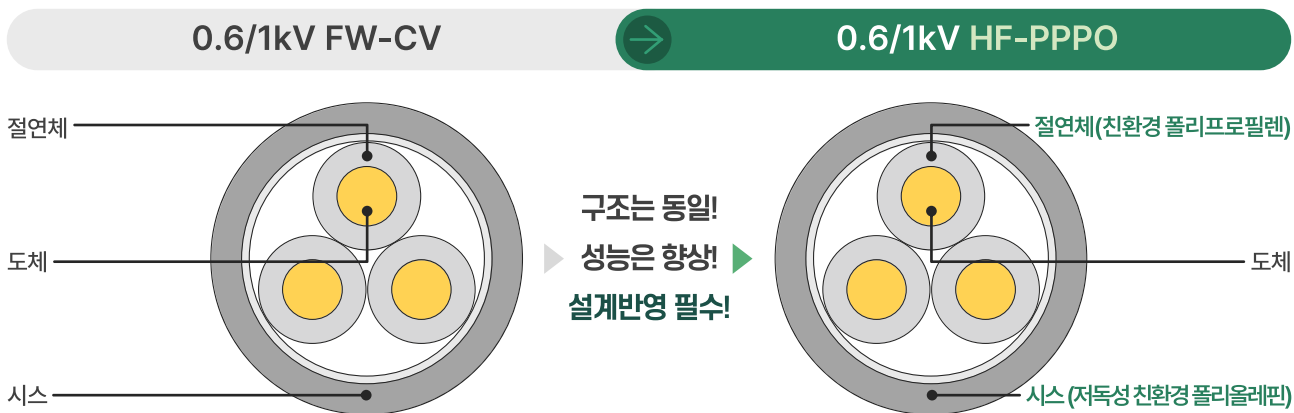 0.6/1kV FW-CV
0.6/1kV HF-PPPO
절연체
도체
시스
구조는 동일!
성능은 향상!
설계반영 필수!
절연체(친환경 폴리프로필렌)
도체
시스 (저독성 친환경 폴리올레핀)